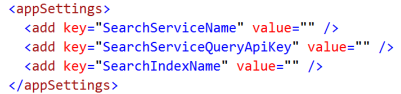 <appSettings>
  <add key="SearchServiceName" value="" />
  <add key="SearchServiceQueryApiKey" value="" />
  <add key="SearchIndexName" value="" />
</appSettings>